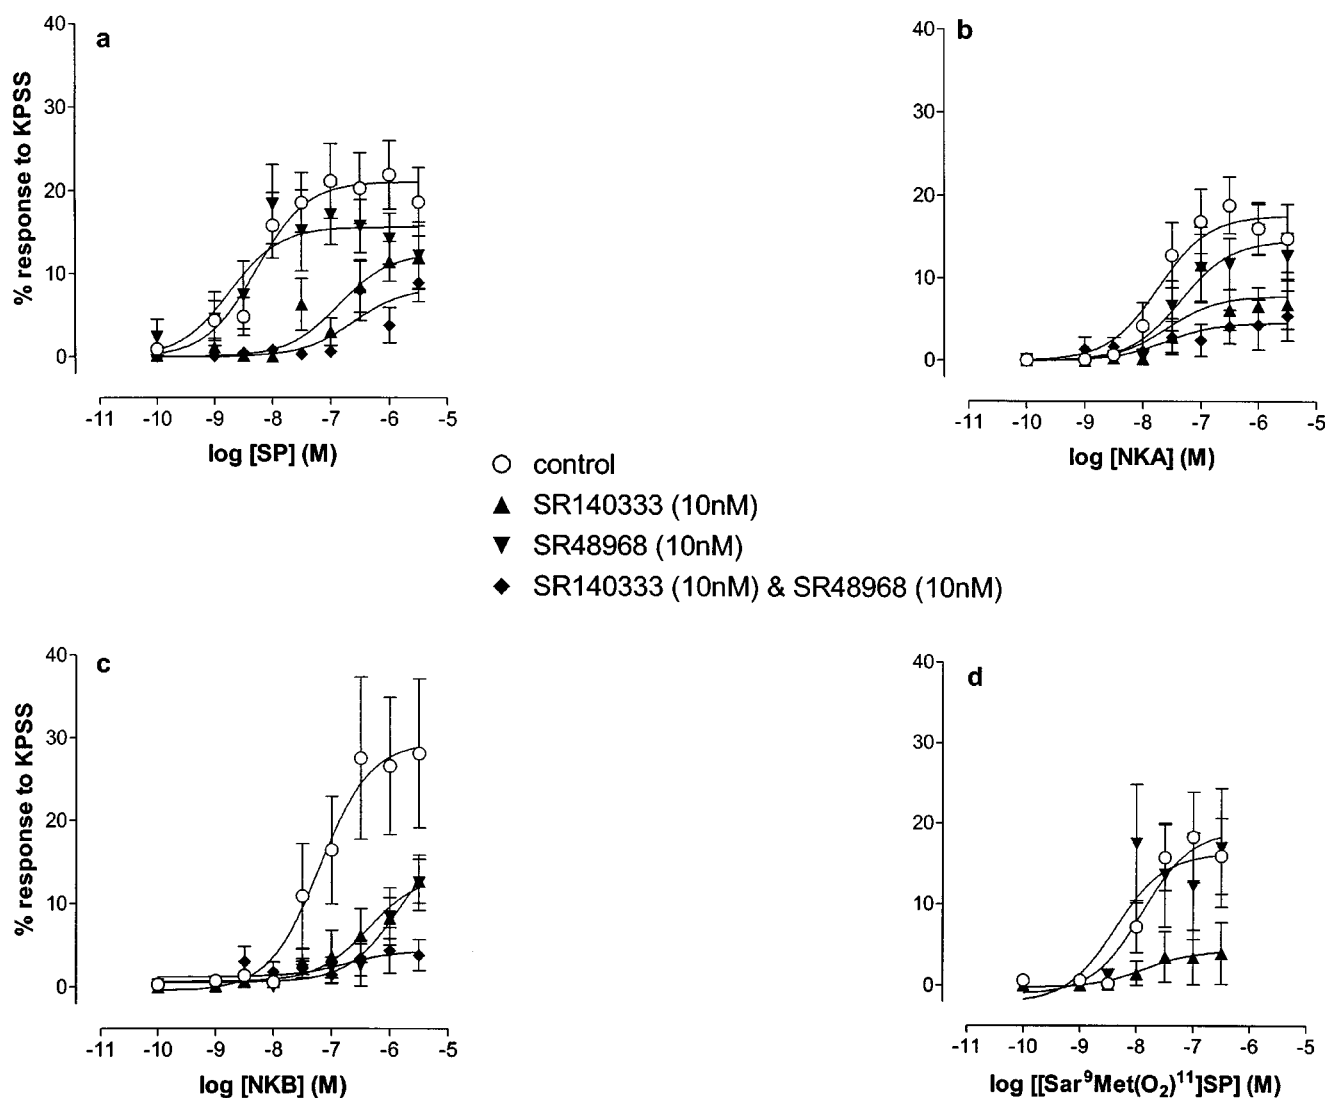 a
40
30
20
10
0
% response to KPSS
-11 -10 -9 -8 -7 -6 -5
log [SP] (M)
b
40
30
20
10
0
-11 -10 -9 -8 -7 -6 -5
log [NKA] (M)
control
SR140333 (10nM)
SR48968 (10nM)
SR140333 (10nM) & SR48968 (10nM)
c
40
30
20
10
0
% response to KPSS
-11 -10 -9 -8 -7 -6 -5
log [NKB] (M)
d
40
30
20
10
0
-11 -10 -9 -8 -7 -6 -5
log [[Sar⁹Met(O₂)¹¹]SP] (M)